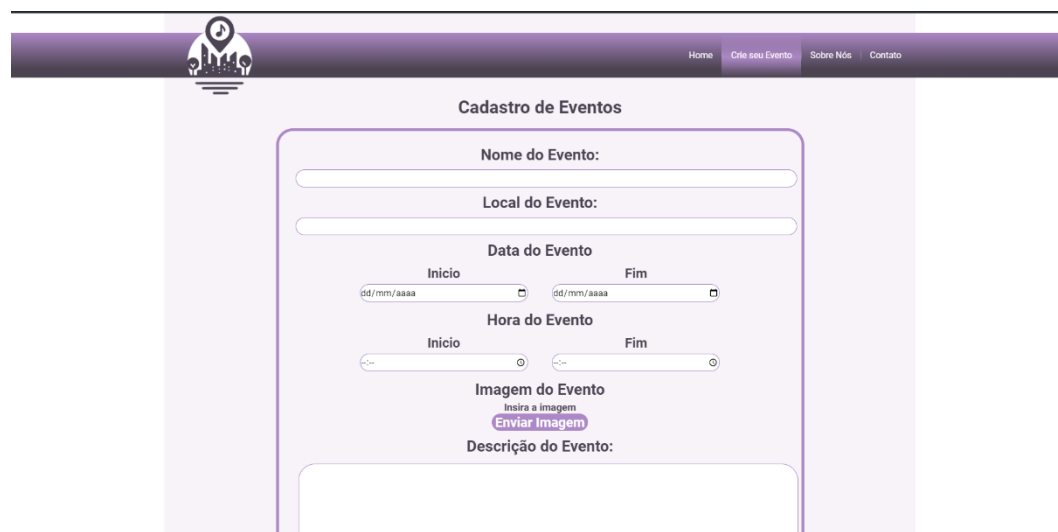 Home Crie seu Evento Sobre Nós Contato
Cadastro de Eventos
Nome do Evento:
Local do Evento:
Data do Evento
Inicio Fim
dd/mm/aaaa dd/mm/aaaa
Hora do Evento
Inicio Fim
--:-- --:--
Imagem do Evento
Insira a imagem
Enviar Imagem
Descrição do Evento: